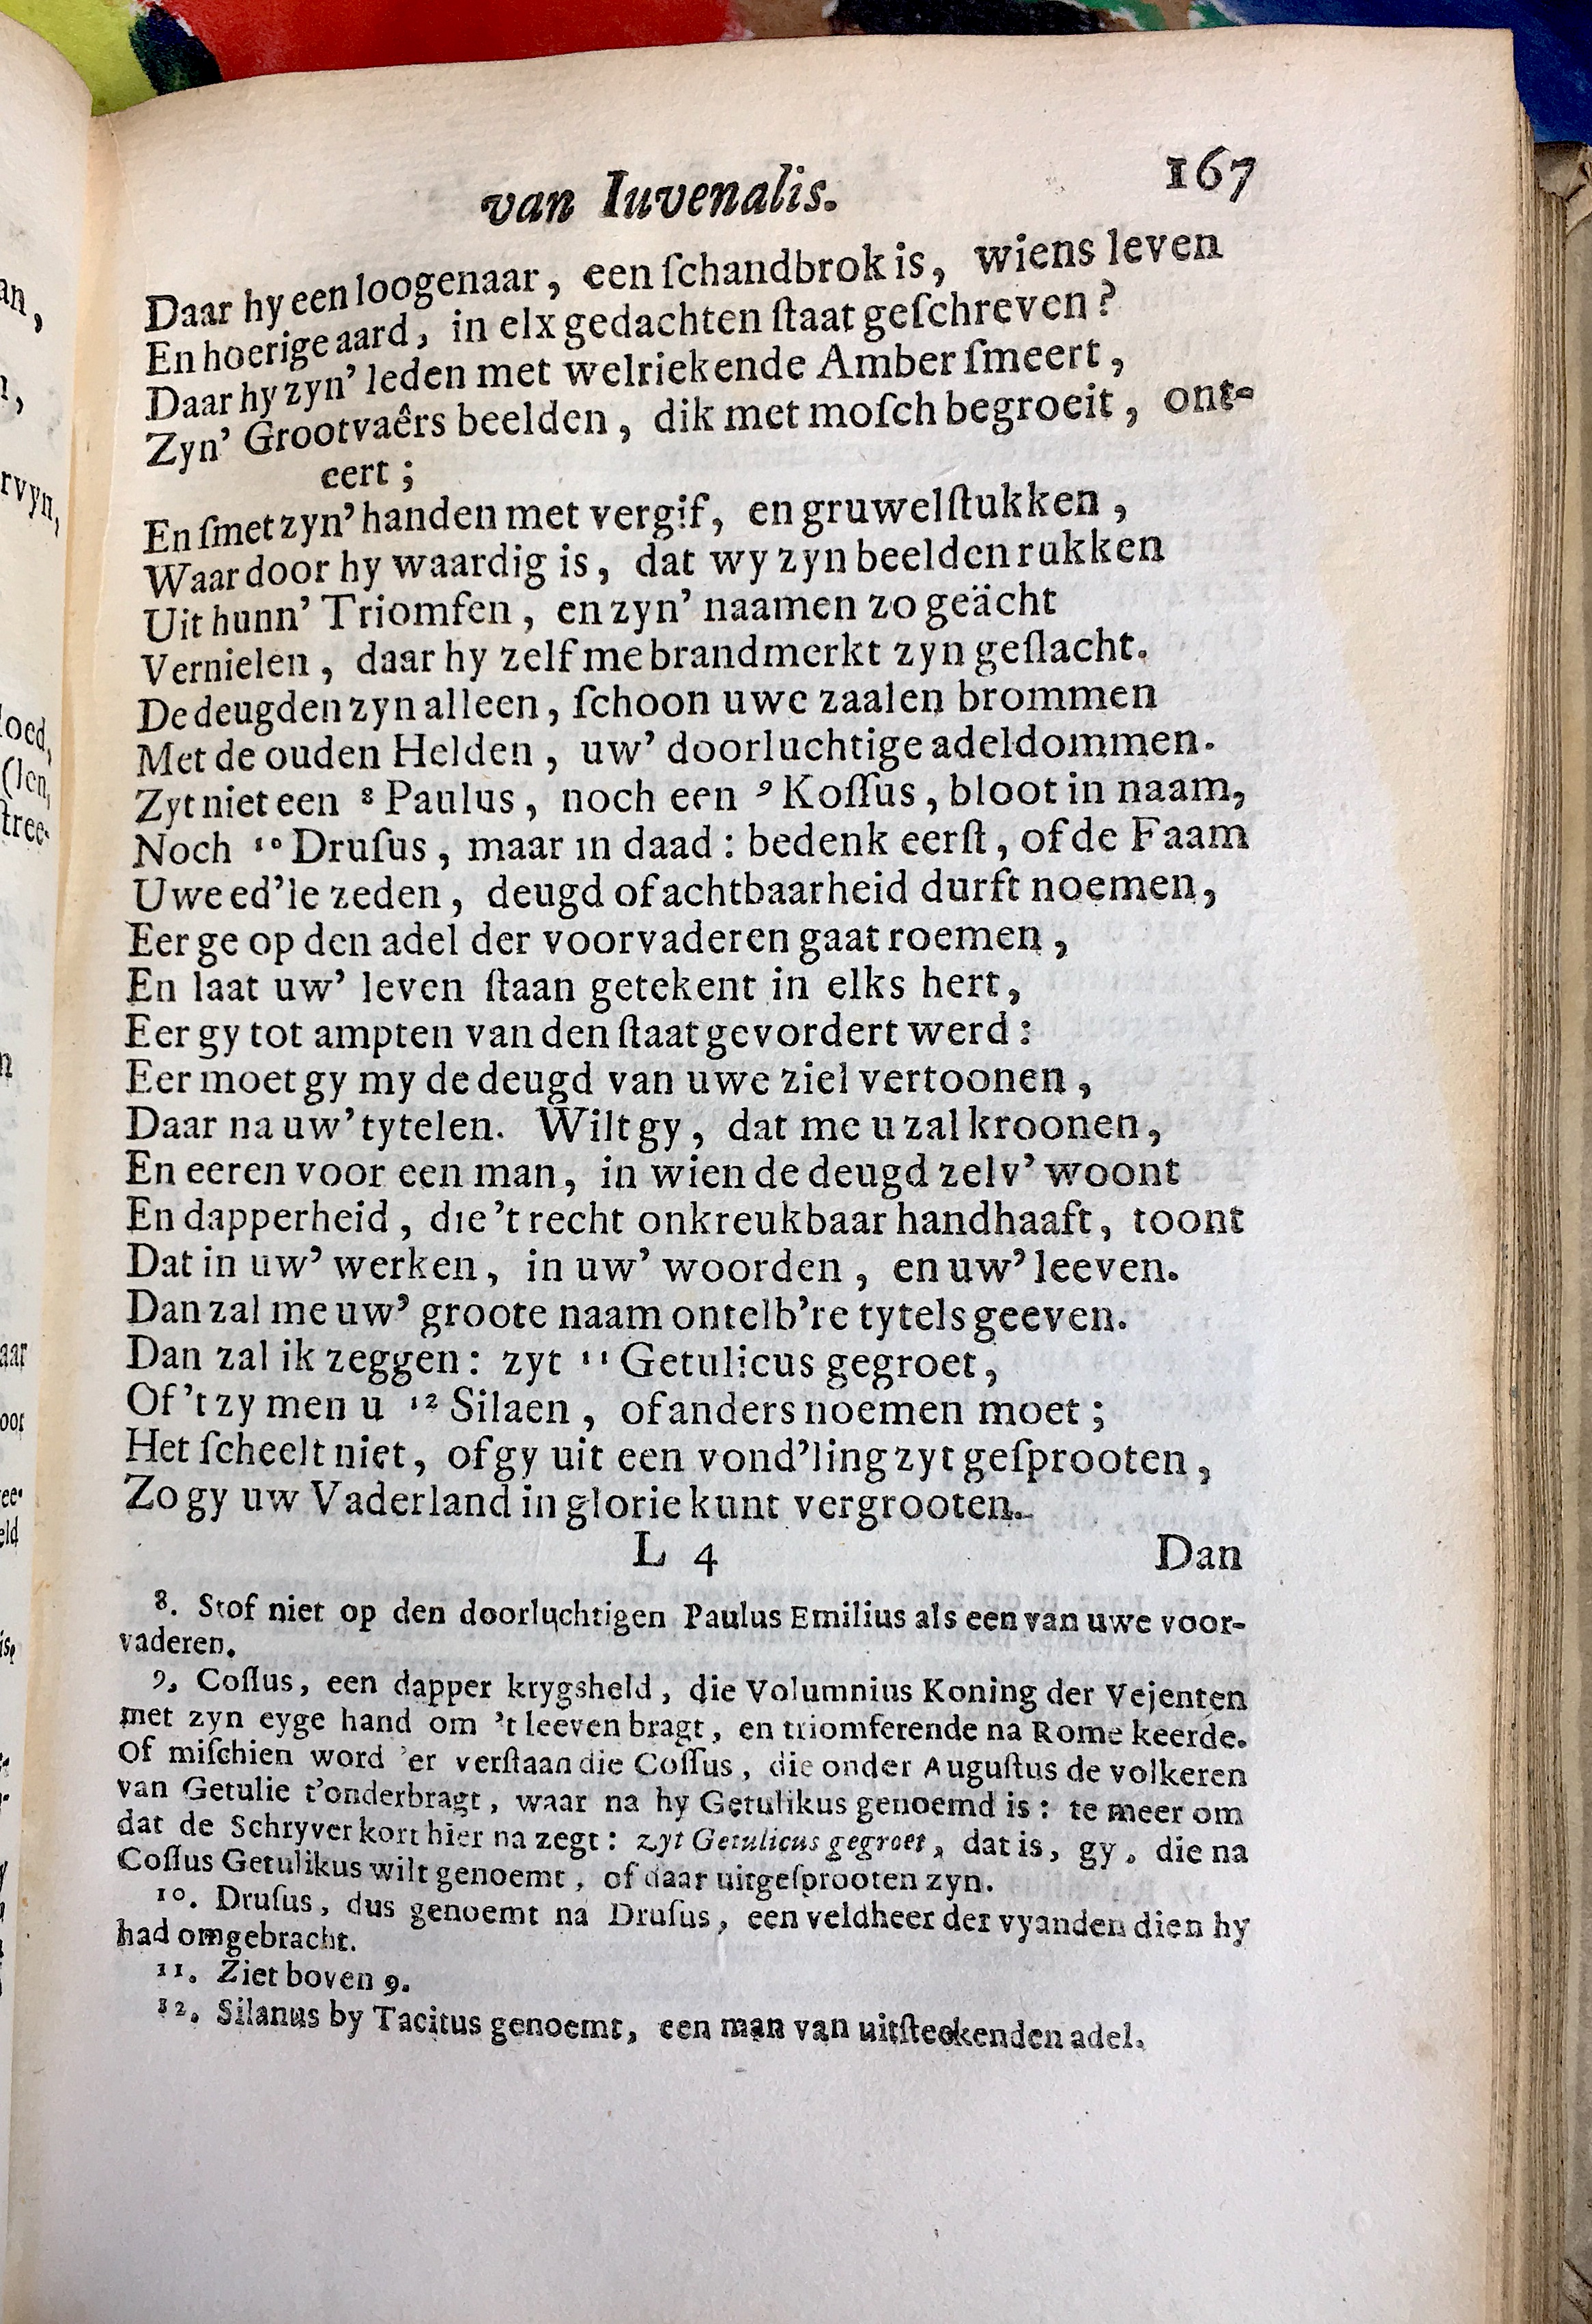 van Iuvenalis. 167
Daar hy een loogenaar, een ſchandbrok is, wiens leven
En hoerige aard, in elx gedachten ſtaat geſchreven?
Daar hy zyn' leden met welriekende Amber ſmeert,
Zyn' Grootvaêrs beelden, dik met moſch begroeit, ont-
eert;
En ſmet zyn' handen met vergif, en gruwelſtukken,
Waar door hy waardig is, dat wy zyn beelden rukken
Uit hunn' Triomfen, en zyn' naamen zo geächt
Vernielen, daar hy zelf me brandmerkt zyn geſlacht.
De deugden zyn alleen, ſchoon uwe zaalen brommen
Met de ouden Helden, uw' doorluchtige adeldommen.
Zyt niet een 8 Paulus, noch een 9 Koſſus, bloot in naam,
Noch 10 Druſus, maar in daad: bedenk eerſt, of de Faam
Uwe ed'le zeden, deugd of achtbaarheid durft noemen,
Eer ge op den adel der voorvaderen gaat roemen,
En laat uw' leven ſtaan getekent in elks hert,
Eer gy tot ampten van den ſtaat gevordert werd:
Eer moet gy my de deugd van uwe ziel vertoonen,
Daar na uw' tytelen. Wilt gy, dat me u zal kroonen,
En eeren voor een man, in wien de deugd zelv' woont
En dapperheid, die 't recht onkreukbaar handhaaft, toont
Dat in uw' werken, in uw' woorden, en uw' leeven.
Dan zal me uw' groote naam ontelb're tytels geeven.
Dan zal ik zeggen: zyt 11 Getulicus gegroet,
Of 't zy men u 12 Silaen, of anders noemen moet;
Het ſcheelt niet, of gy uit een vond'ling zyt geſprooten,
Zo gy uw Vaderland in glorie kunt vergrooten.
L 4 Dan
8. Stof niet op den doorluchtigen Paulus Emilius als een van uwe voor-
vaderen.
9. Coſſus, een dapper krygsheld, die Volumnius Koning der Vejenten
met zyn eyge hand om 't leeven bragt, en triomferende na Rome keerde.
Of miſchien word 'er verſtaan die Coſſus, die onder Auguſtus de volkeren
van Getulie t'onderbragt, waar na hy Getulikus genoemd is: te meer om
dat de Schryver kort hier na zegt: zyt Getulicus gegroet, dat is, gy, die na
Coſſus Getulikus wilt genoemt, of daar uitgeſprooten zyn.
10. Druſus, dus genoemt na Druſus, een veldheer der vyanden dien hy
had omgebracht.
11. Ziet boven 9.
12. Silanus by Tacitus genoemt, een man van uitſteekenden adel.